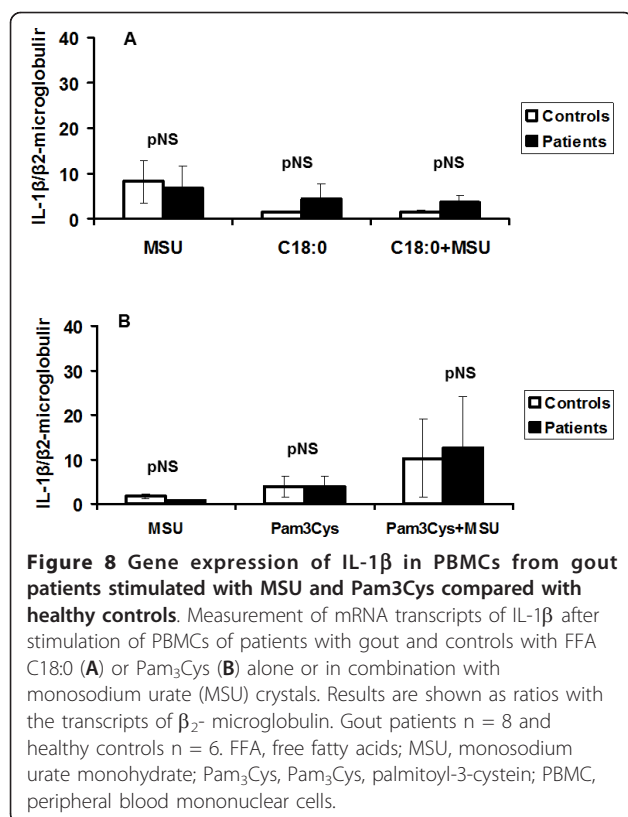 A
IL-1β/β2-microglobulir
40
30
20
10
0
pNS
pNS
pNS
Controls
Patients
MSU
C18:0
C18:0+MSU
B
IL-1β/β2-microglobulir
40
30
20
10
0
pNS
pNS
pNS
Controls
Patients
MSU
Pam3Cys
Pam3Cys+MSU
Figure 8 Gene expression of IL-1β in PBMCs from gout
patients stimulated with MSU and Pam3Cys compared with
healthy controls. Measurement of mRNA transcripts of IL-1β after
stimulation of PBMCs of patients with gout and controls with FFA
C18:0 (A) or Pam₃Cys (B) alone or in combination with
monosodium urate (MSU) crystals. Results are shown as ratios with
the transcripts of β₂- microglobulin. Gout patients n = 8 and
healthy controls n = 6. FFA, free fatty acids; MSU, monosodium
urate monohydrate; Pam₃Cys, Pam₃Cys, palmitoyl-3-cystein; PBMC,
peripheral blood mononuclear cells.